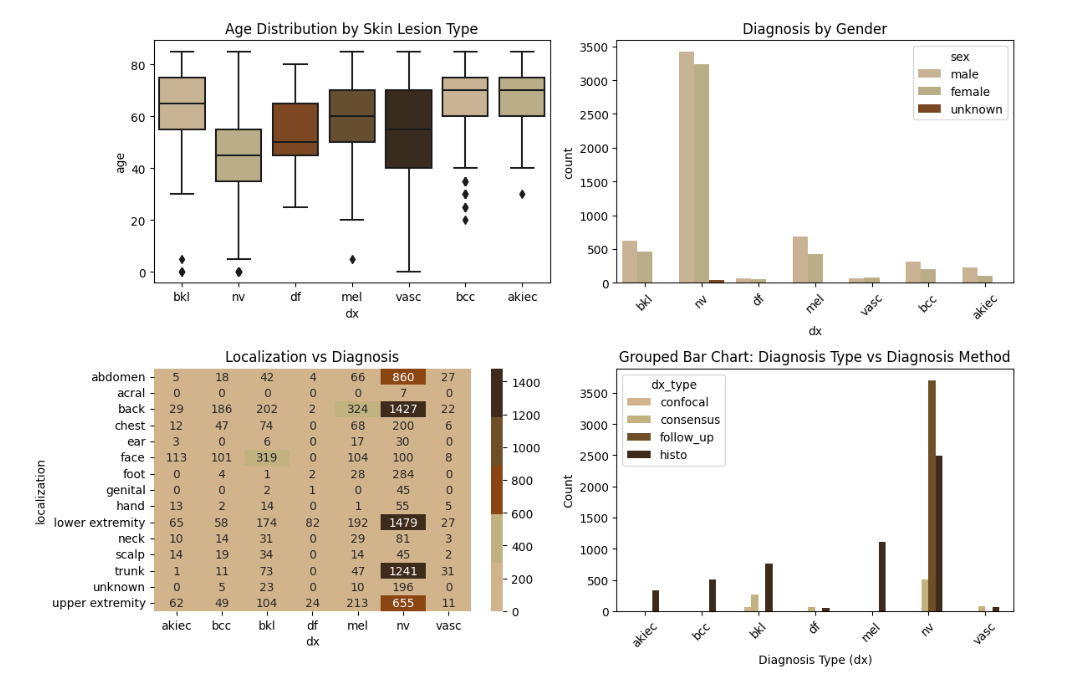 Age Distribution by Skin Lesion Type
age
80
60
40
20
0
bkl nv df mel vasc bcc akiec
dx
Diagnosis by Gender
count
3500
3000
2500
2000
1500
1000
500
0
sex
male
female
unknown
bkl nv df mel vasc bcc akiec
dx
Localization vs Diagnosis
localization
abdomen 5 18 42 4 66 860 27
acral 0 0 0 0 0 7 0
back 29 186 202 2 324 1427 22
chest 12 47 74 0 68 200 6
ear 3 0 6 0 17 30 0
face 113 101 319 0 104 100 8
foot 0 4 1 2 28 284 0
genital 0 0 2 1 0 45 0
hand 13 2 14 0 1 55 5
lower extremity 65 58 174 82 192 1479 27
neck 10 14 31 0 29 81 3
scalp 14 19 34 0 14 45 2
trunk 1 11 73 0 47 1241 31
unknown 0 5 23 0 10 196 0
upper extremity 62 49 104 24 213 655 11
akiec bcc bkl df mel nv vasc
dx
1400
1200
1000
800
600
400
200
0
Grouped Bar Chart: Diagnosis Type vs Diagnosis Method
Count
3500
3000
2500
2000
1500
1000
500
0
dx_type
confocal
consensus
follow_up
histo
akiec bcc bkl df mel nv vasc
Diagnosis Type (dx)